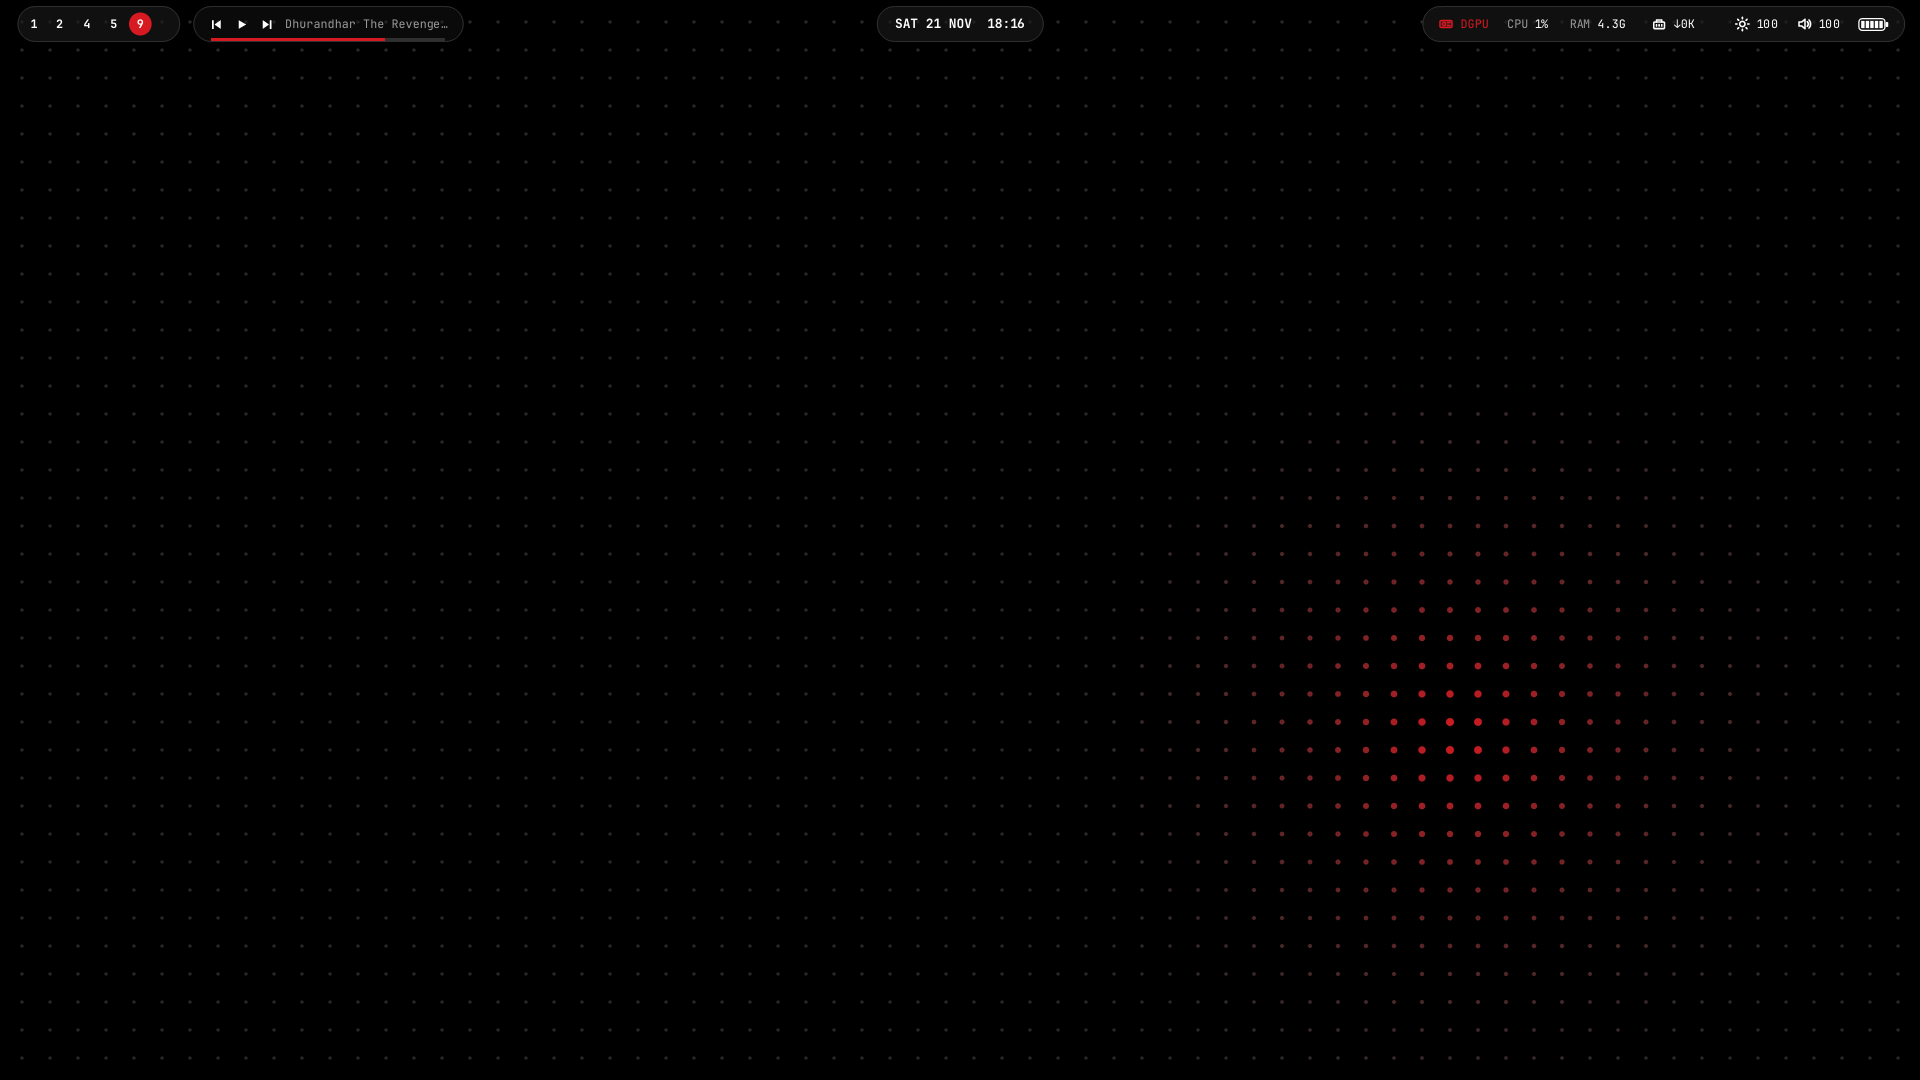 1 2 4 5 9 Dhurandhar The Revenge… SAT 21 NOV 18:16 DGPU CPU 1% RAM 4.3G ↓0K 100 100